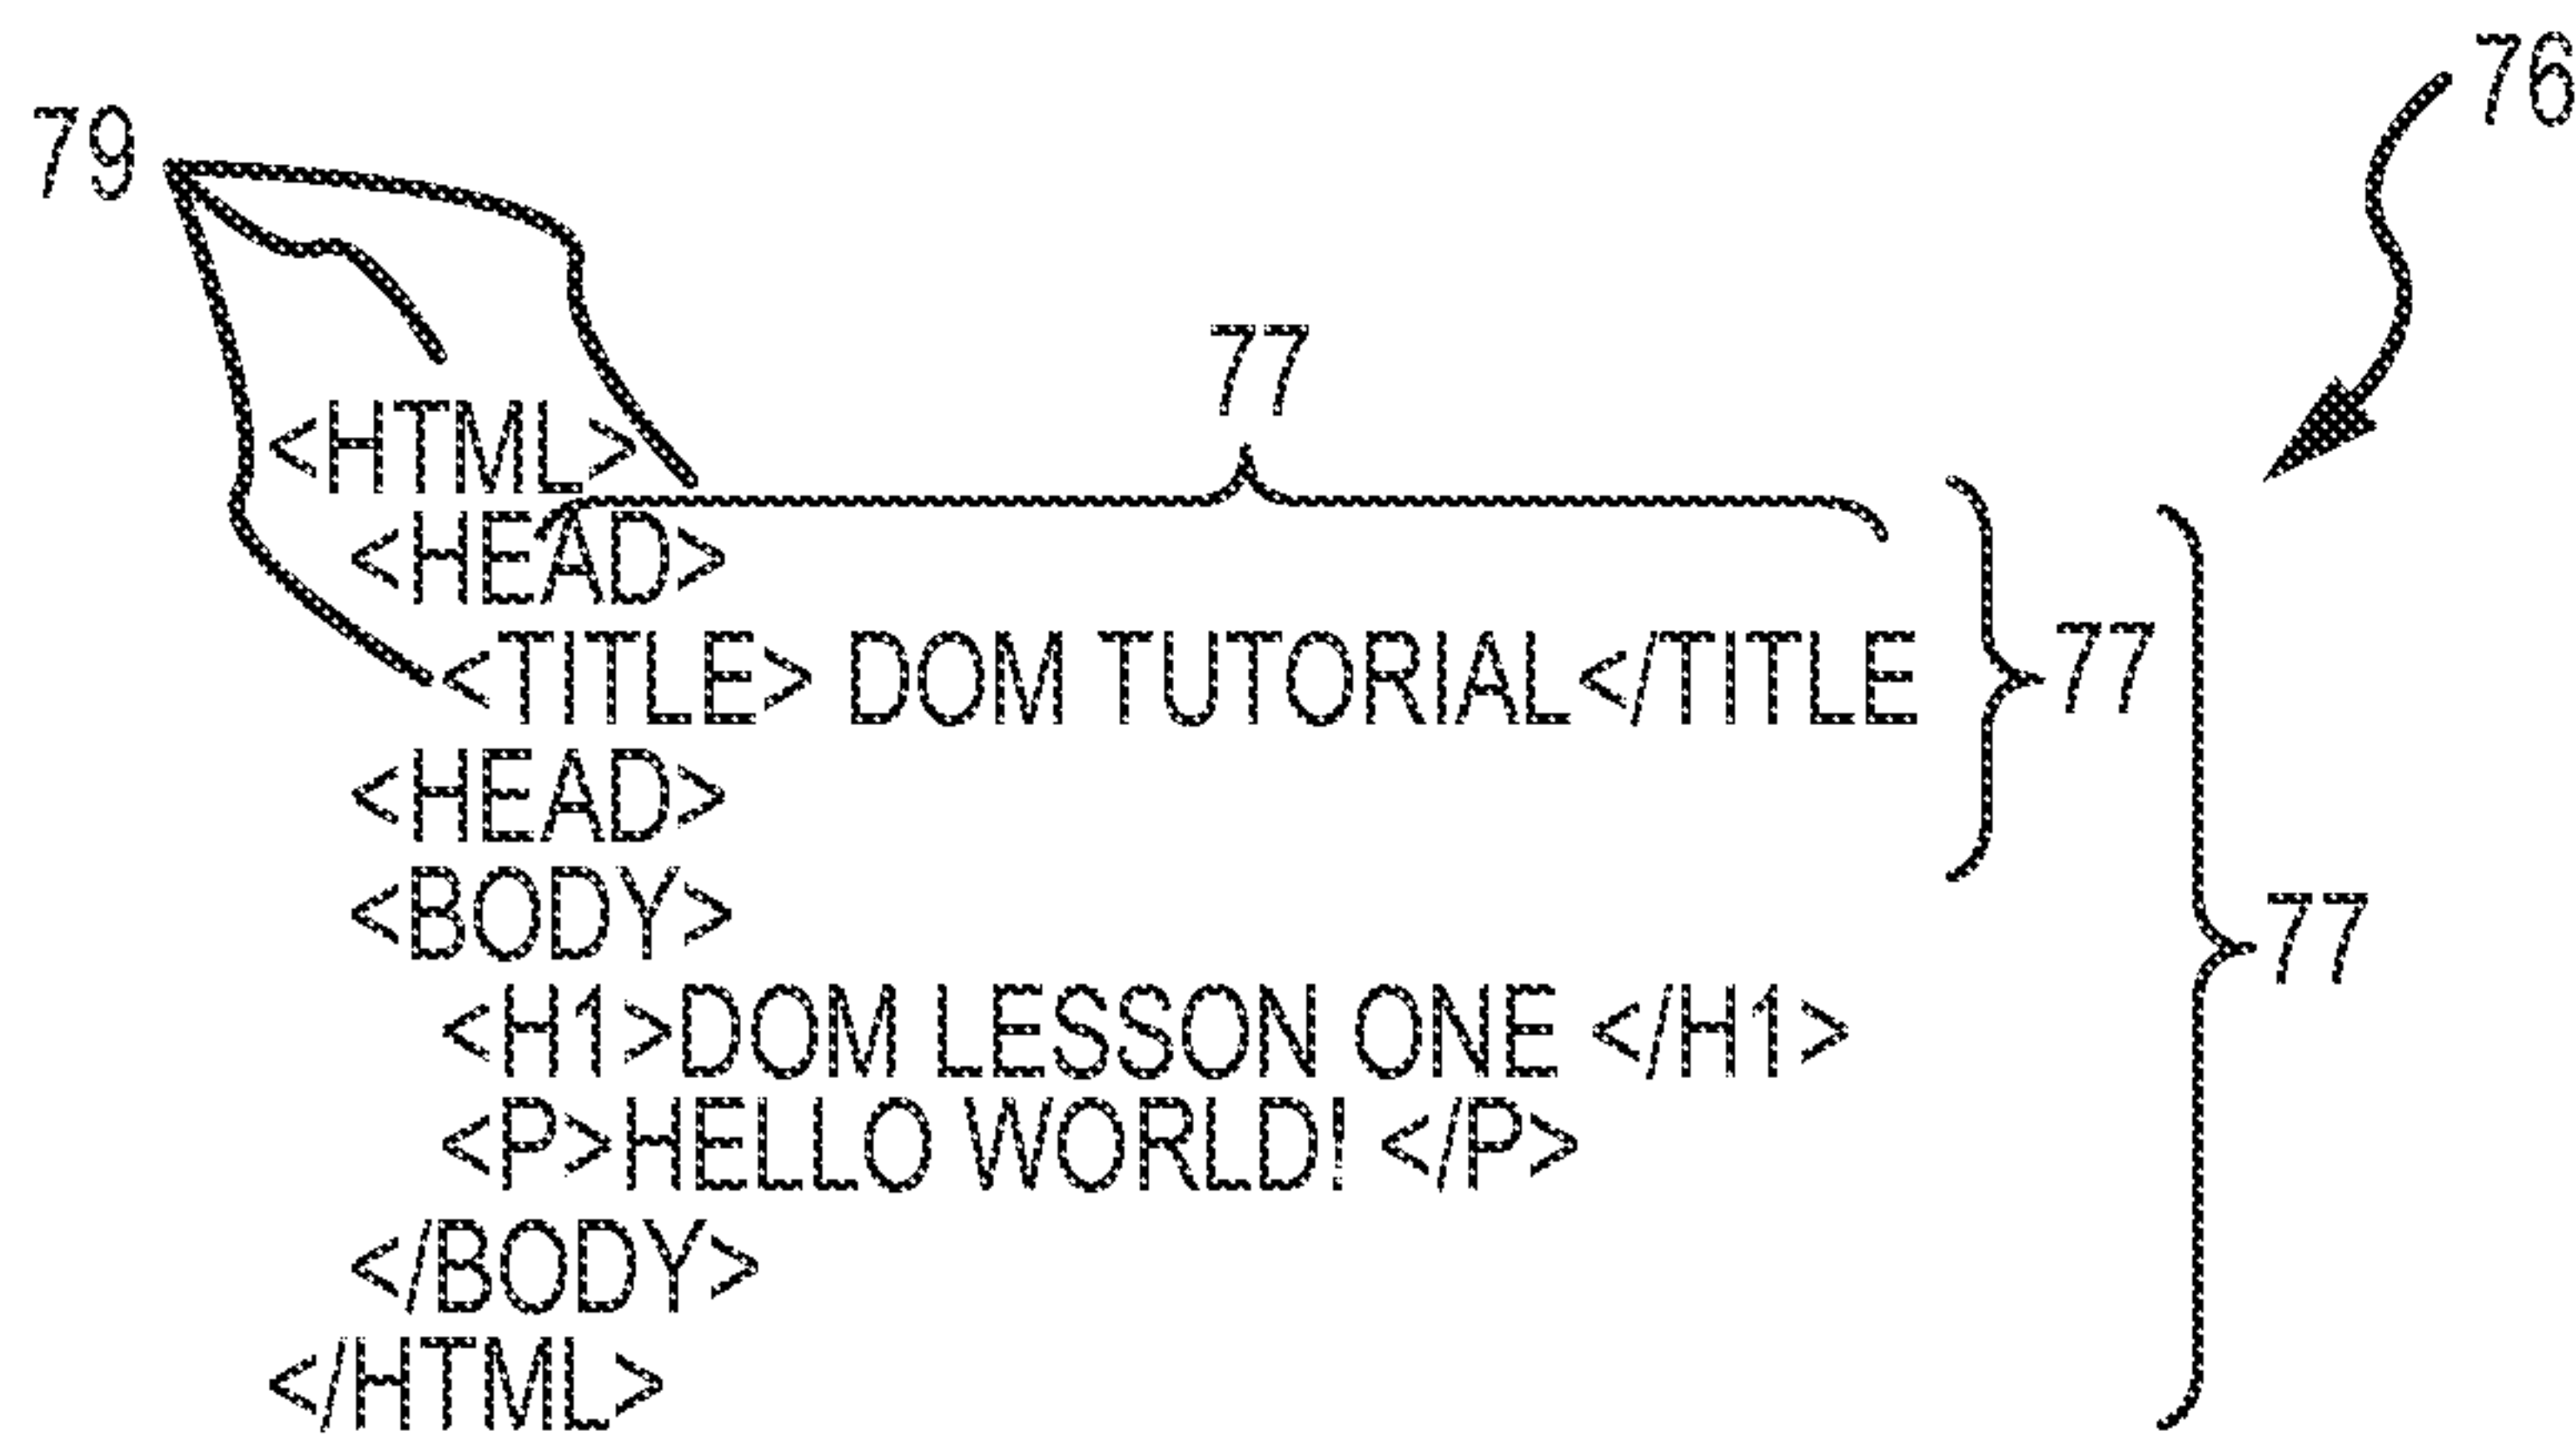 76
79
77
<HTML>
<HEAD>
<TITLE> DOM TUTORIAL</TITLE
77
<HEAD>
<BODY>
77
<H1>DOM LESSON ONE </H1>
<P>HELLO WORLD! </P>
</BODY>
</HTML>